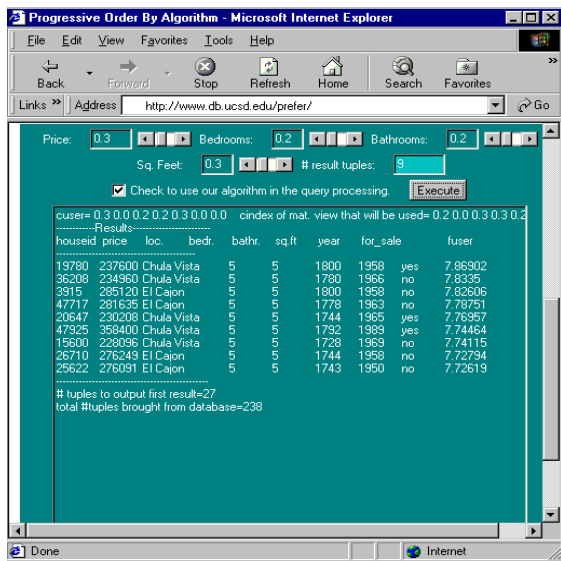 Progressive Order By Algorithm - Microsoft Internet Explorer
File Edit View Favorites Tools Help
Back Forward Stop Refresh Home Search Favorites »
Links » Address http://www.db.ucsd.edu/prefer/ Go
Price: 0.3 Bedrooms: 0.2 Bathrooms: 0.2
Sq. Feet: 0.3 # result tuples: 9
Check to use our algorithm in the query processing. Execute
cuser= 0.3 0.0 0.2 0.2 0.3 0.0 0.0 cindex of mat. view that will be used= 0.2 0.0 0.3 0.3 0.2
------------Results------------------------
houseid price loc. bedr. bathr. sq.ft year for_sale fuser
-------------------------------------------
19780 237600 Chula Vista 5 5 1800 1958 yes 7.86902
36208 234960 Chula Vista 5 5 1780 1966 no 7.8335
3915 285120 El Cajon 5 5 1800 1958 no 7.82606
47717 281635 El Cajon 5 5 1778 1963 no 7.78751
20647 230208 Chula Vista 5 5 1744 1965 yes 7.76957
47925 358400 Chula Vista 5 5 1792 1989 yes 7.74464
15600 228096 Chula Vista 5 5 1728 1969 no 7.74115
26710 276249 El Cajon 5 5 1744 1958 no 7.72794
25622 276091 El Cajon 5 5 1743 1950 no 7.72619
-----------------------------------------------
# tuples to output first result=27
total #tuples brought from database=238
Done Internet